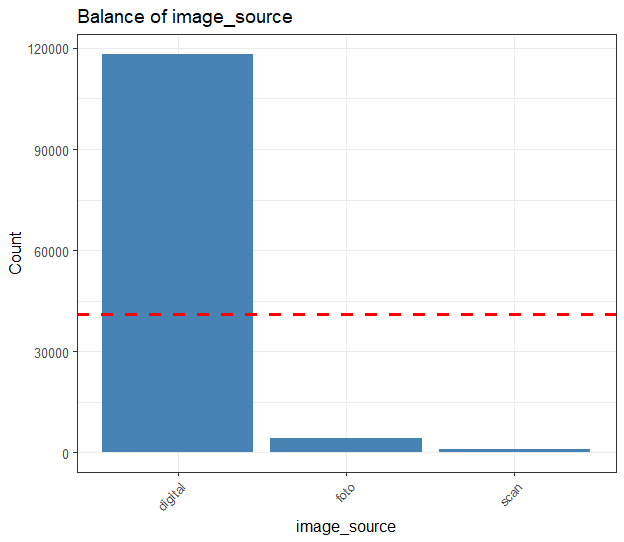 Balance of image_source
120000
90000
60000
30000
0
Count
digital
foto
scan
image_source